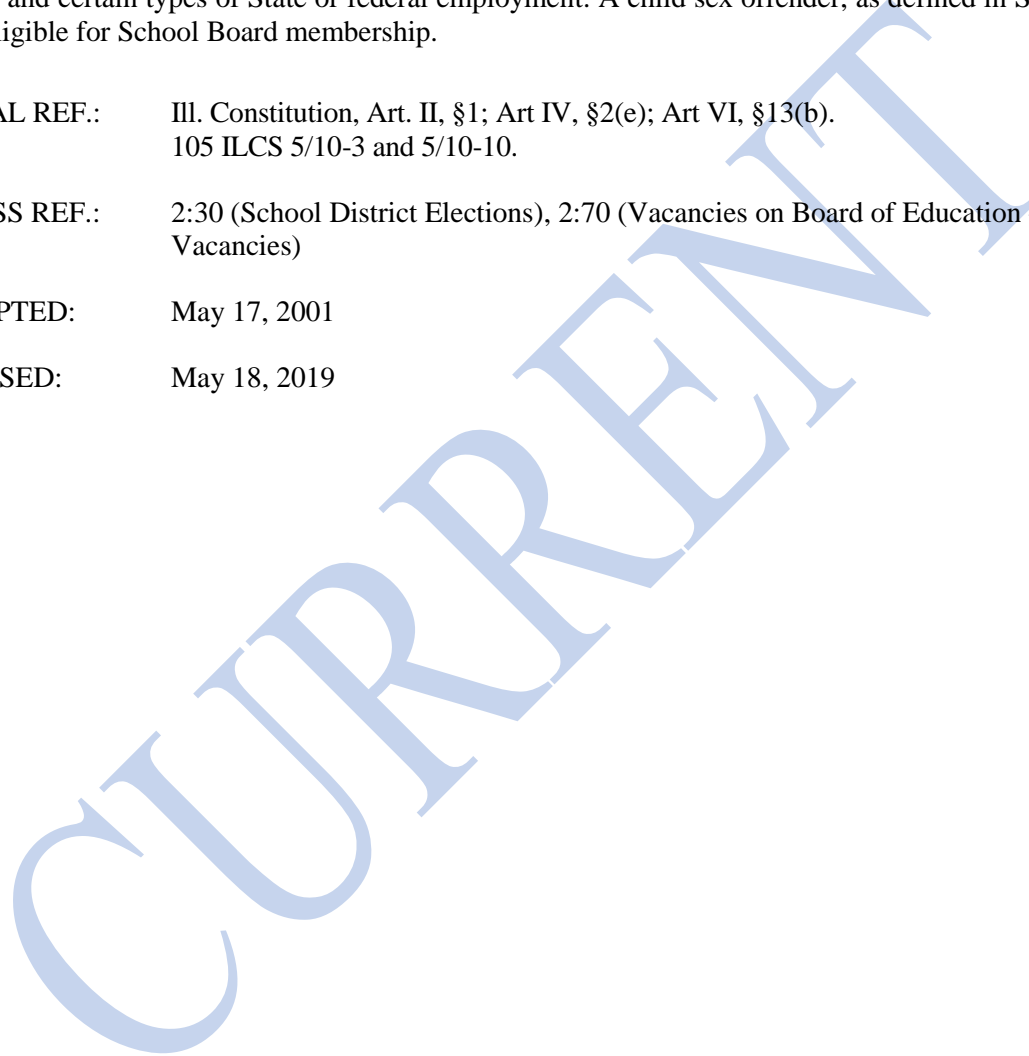 and certain types of State or federal employment. A child sex offender, as defined in S
ligible for School Board membership.
AL REF.: Ill. Constitution, Art. II, §1; Art IV, §2(e); Art VI, §13(b).
105 ILCS 5/10-3 and 5/10-10.
SS REF.: 2:30 (School District Elections), 2:70 (Vacancies on Board of Education
Vacancies)
PTED: May 17, 2001
SED: May 18, 2019
CURRENT